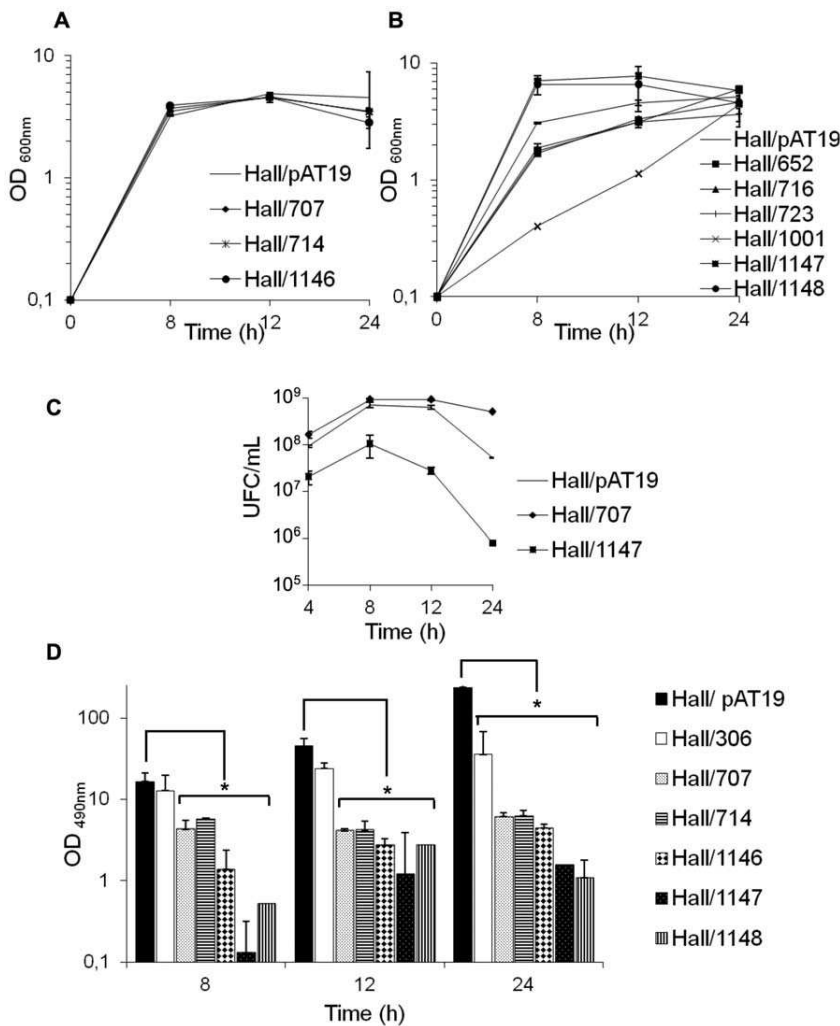 A
OD 600nm
10
1
0,1
0
8
12
24
Time (h)
Hall/pAT19
Hall/707
Hall/714
Hall/1146
B
OD 600nm
10
1
0,1
0
8
12
24
Time (h)
Hall/pAT19
Hall/652
Hall/716
Hall/723
Hall/1001
Hall/1147
Hall/1148
C
UFC/mL
10⁹
10⁸
10⁷
10⁶
10⁵
4
8
12
24
Time (h)
Hall/pAT19
Hall/707
Hall/1147
D
OD 490nm
100
10
1
0,1
*
*
*
8
12
24
Time (h)
Hall/ pAT19
Hall/306
Hall/707
Hall/714
Hall/1146
Hall/1147
Hall/1148